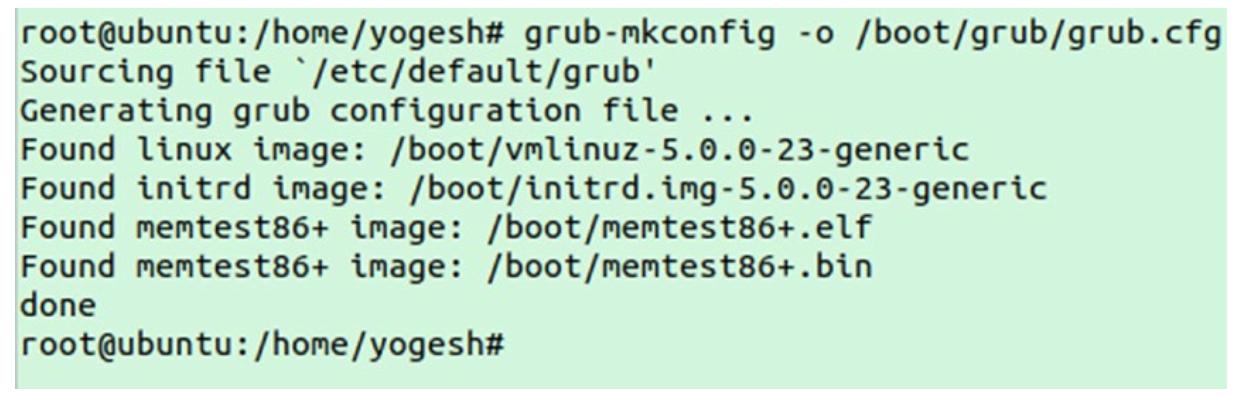 root@ubuntu:/home/yogesh# grub-mkconfig -o /boot/grub/grub.cfg
Sourcing file `/etc/default/grub'
Generating grub configuration file ...
Found linux image: /boot/vmlinuz-5.0.0-23-generic
Found initrd image: /boot/initrd.img-5.0.0-23-generic
Found memtest86+ image: /boot/memtest86+.elf
Found memtest86+ image: /boot/memtest86+.bin
done
root@ubuntu:/home/yogesh#